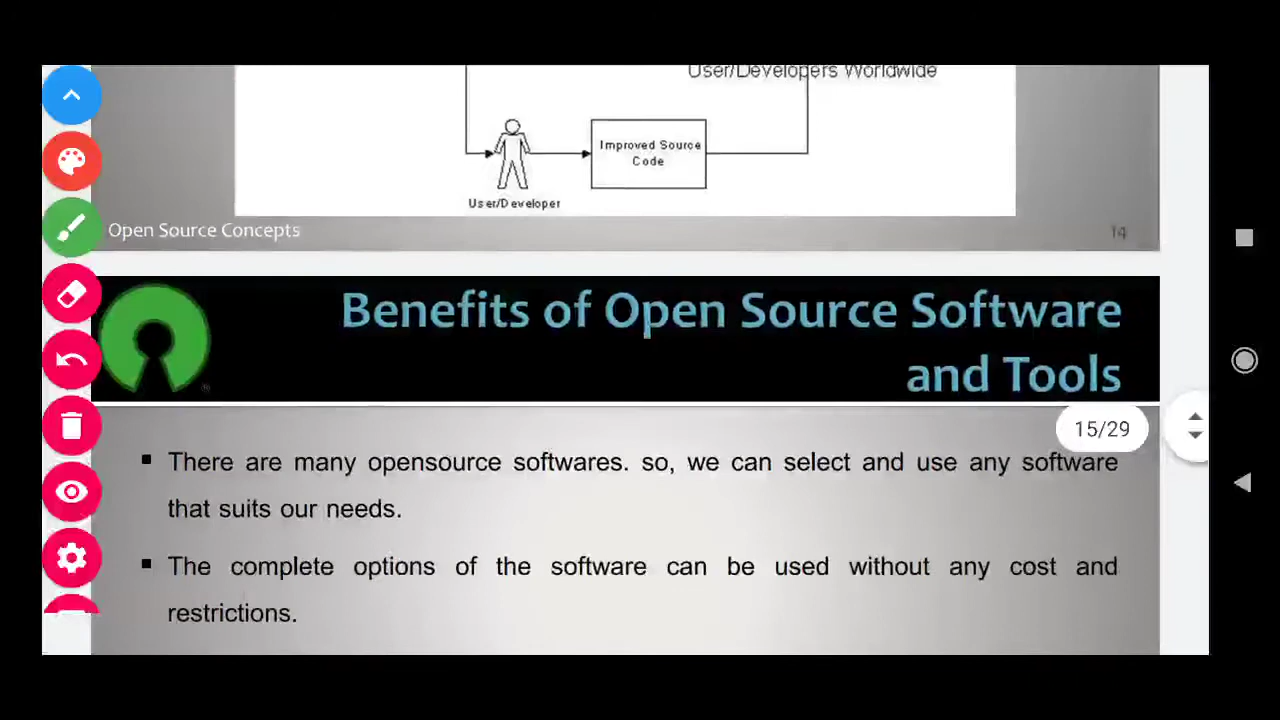 User/Developers Worldwide
Improved Source
Code
User/Developer
Open Source Concepts
14
Benefits of Open Source Software
and Tools
15/29
There are many opensource softwares. so, we can select and use any software
that suits our needs.
The complete options of the software can be used without any cost and
restrictions.